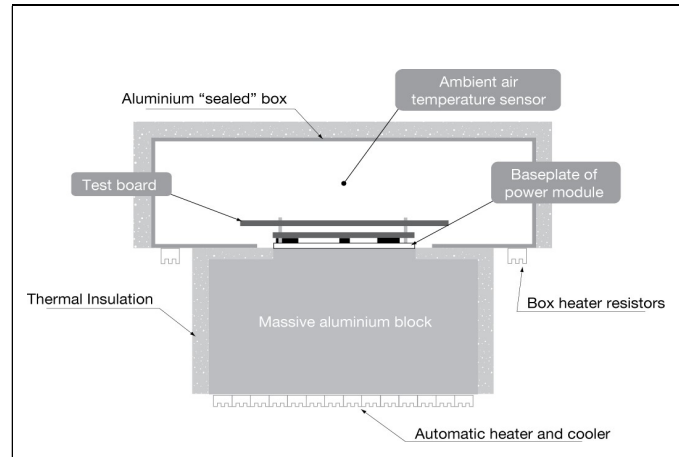 Ambient air
temperature sensor
Aluminium “sealed” box
Test board
Baseplate of
power module
Thermal Insulation
Box heater resistors
Massive aluminium block
Automatic heater and cooler